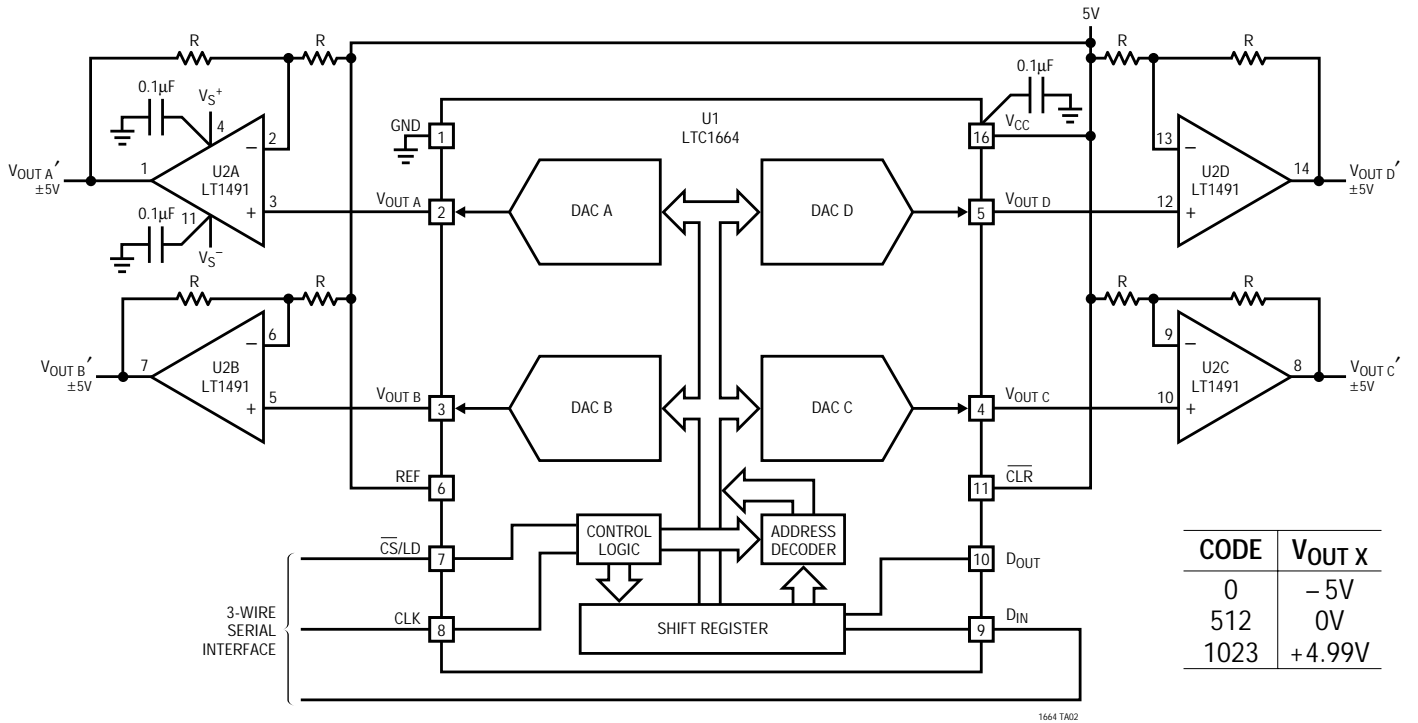 5V
R
R
R
R
0.1µF
VS+
4
0.1µF
U1
LTC1664
GND
1
16
VCC
2
13
−
−
1
U2A
LT1491
VOUT A′
±5V
U2D
LT1491
14
VOUT D′
±5V
3
+
VOUT A
2
DAC A
DAC D
5
VOUT D
12
+
0.1µF
11
VS−
R
R
R
R
6
−
9
−
VOUT B′
±5V
7
U2B
LT1491
U2C
LT1491
8
VOUT C′
±5V
5
+
VOUT B
3
DAC B
DAC C
4
VOUT C
10
+
REF
6
11
CLR
CS/LD
7
CONTROL
LOGIC
ADDRESS
DECODER
10
DOUT
3-WIRE
SERIAL
INTERFACE
CLK
8
SHIFT REGISTER
9
DIN
CODE VOUT X
0 –5V
512 0V
1023 +4.99V
1664 TA02